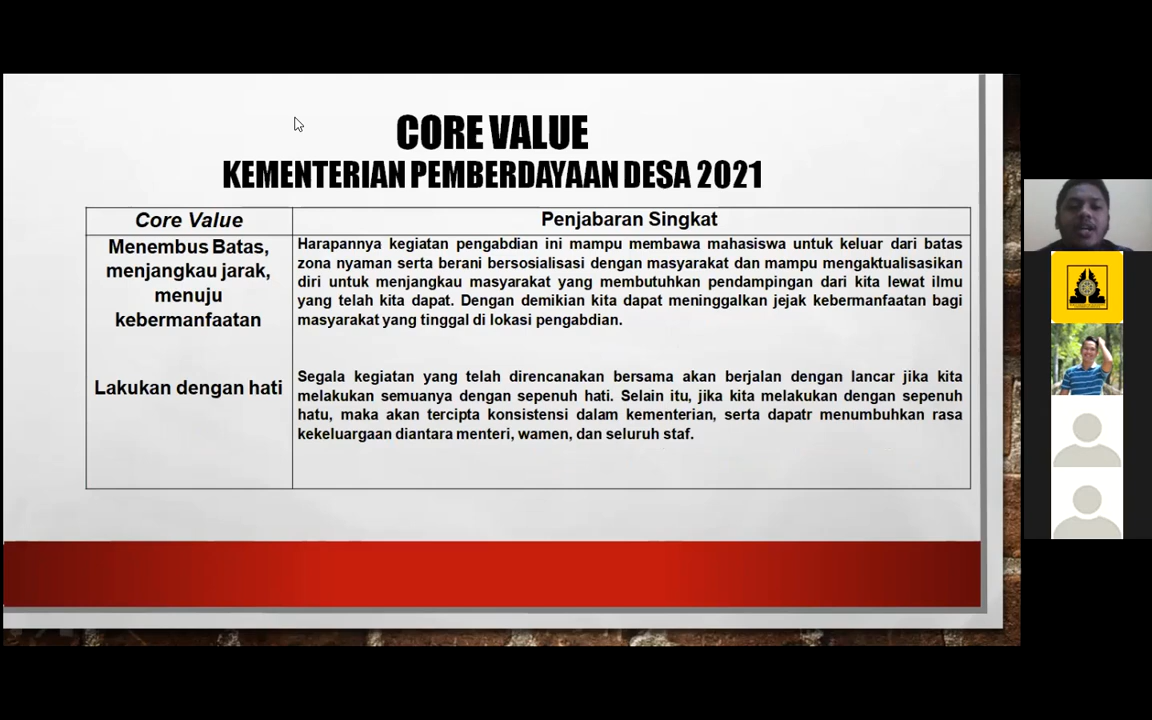 CORE VALUE
KEMENTERIAN PEMBERDAYAAN DESA 2021
Core Value
Penjabaran Singkat
Menembus Batas,
menjangkau jarak,
menuju
kebermanfaatan
Harapannya kegiatan pengabdian ini mampu membawa mahasiswa untuk keluar dari batas
zona nyaman serta berani bersosialisasi dengan masyarakat dan mampu mengaktualisasikan
diri untuk menjangkau masyarakat yang membutuhkan pendampingan dari kita lewat ilmu
yang telah kita dapat. Dengan demikian kita dapat meninggalkan jejak kebermanfaatan bagi
masyarakat yang tinggal di lokasi pengabdian.
Lakukan dengan hati
Segala kegiatan yang telah direncanakan bersama akan berjalan dengan lancar jika kita
melakukan semuanya dengan sepenuh hati. Selain itu, jika kita melakukan dengan sepenuh
hatu, maka akan tercipta konsistensi dalam kementerian, serta dapatr menumbuhkan rasa
kekeluargaan diantara menteri, wamen, dan seluruh staf.